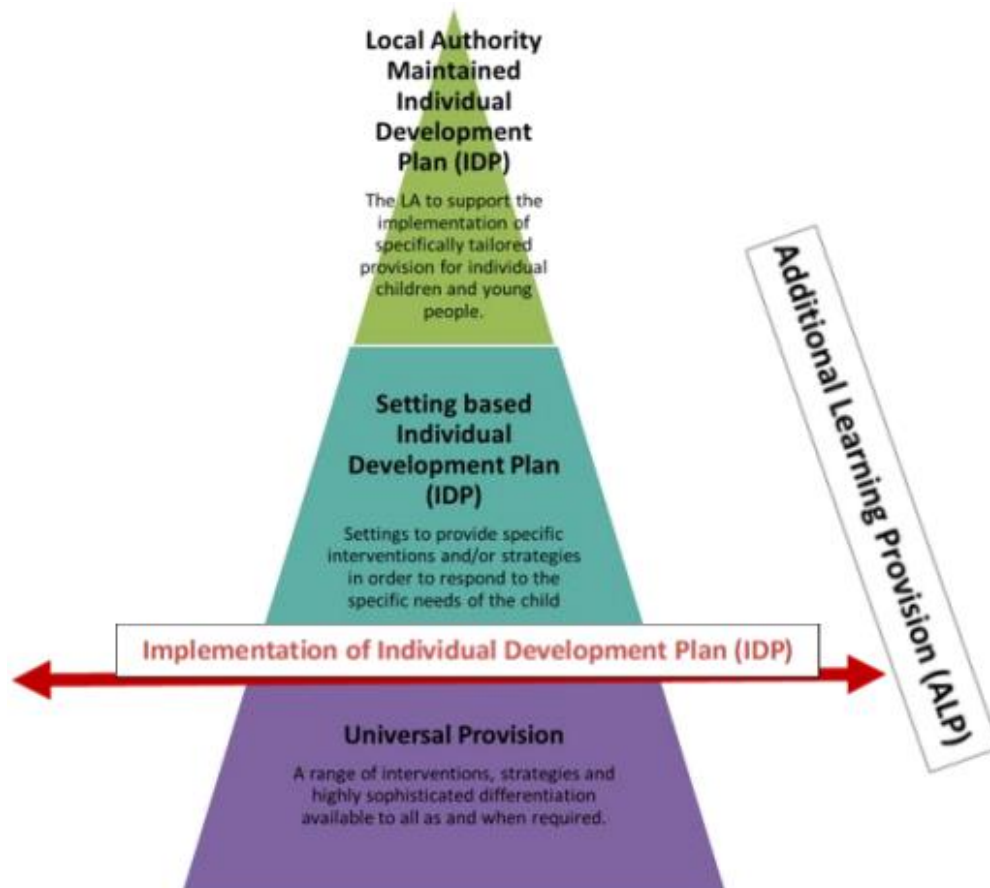 Local Authority
Maintained
Individual
Development
Plan (IDP)
The LA to support the
implementation of
specifically tailored
provision for individual
children and young
people.
Setting based
Individual
Development Plan
(IDP)
Settings to provide specific
interventions and/or strategies
in order to respond to the
specific needs of the child
Implementation of Individual Development Plan (IDP)
Universal Provision
A range of interventions, strategies and
highly sophisticated differentiation
available to all as and when required.
Additional Learning Provision (ALP)